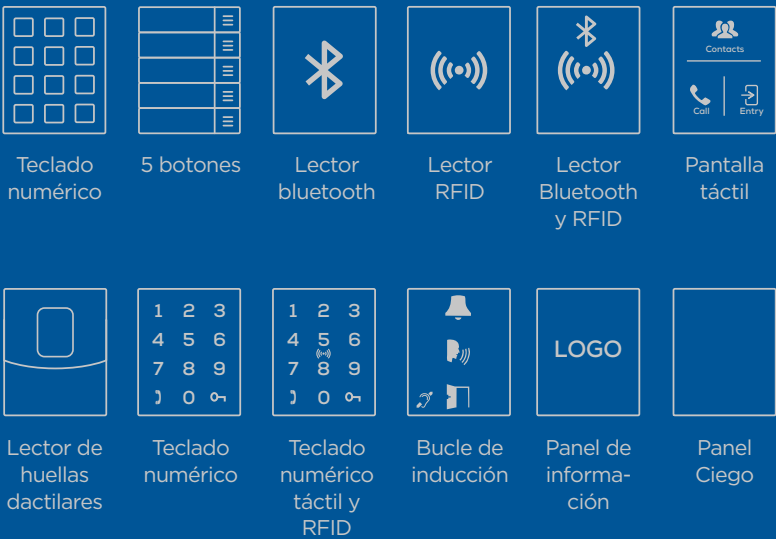 Contacts
Call
Entry
Teclado
numérico
5 botones
Lector
bluetooth
Lector
RFID
Lector
Bluetooth
y RFID
Pantalla
táctil
1 2 3
4 5 6
7 8 9
0
1 2 3
4 5 6
7 8 9
0
LOGO
Lector de
huellas
dactilares
Teclado
numérico
Teclado
numérico
táctil y
RFID
Bucle de
inducción
Panel de
informa-
ción
Panel
Ciego